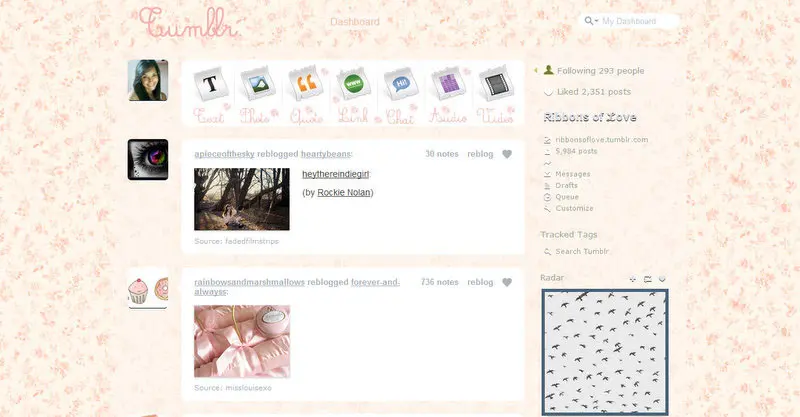 Tumblr.
Dashboard
My Dashboard
T
www
Hi!
Text Photo Quote Link Chat Audio Video
Following 293 people
Liked 2,351 posts
Ribbons of Love
ribbonsoflove.tumblr.com
5,984 posts
Messages
Drafts
Queue
Customize
Tracked Tags
Search Tumblr
Radar
apieceofthesky reblogged heartybeans:
30 notes reblog
heythereindiegirl:
(by Rockie Nolan)
Source: fadedfilmstrips
rainbowsandmarshmallows reblogged forever-and-
alwayss:
736 notes reblog
Source: misslouisexo